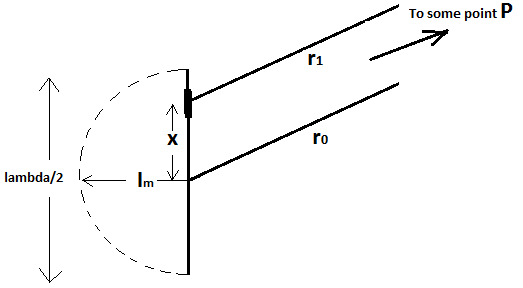 To some point P
r1
x
r0
lambda/2
Im